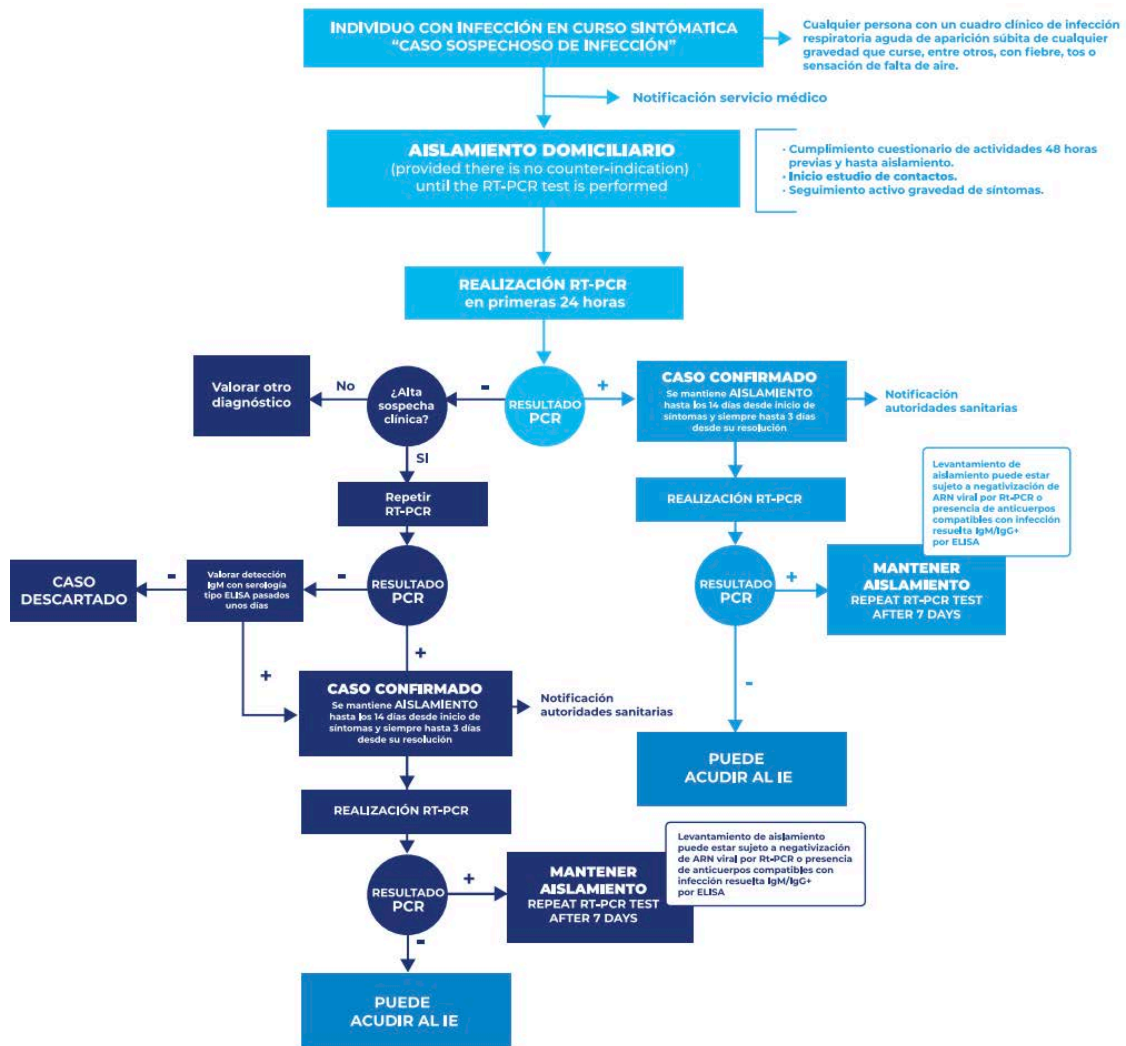 INDIVIDUO CON INFECCIÓN EN CURSO SINTÓMATICA
“CASO SOSPECHOSO DE INFECCIÓN”
Cualquier persona con un cuadro clínico de infección
respiratoria aguda de aparición súbita de cualquier
gravedad que curse, entre otros, con fiebre, tos o
sensación de falta de aire.
Notificación servicio médico
AISLAMIENTO DOMICILIARIO
(provided there is no counter-indication)
until the RT-PCR test is performed
· Cumplimiento cuestionario de actividades 48 horas
previas y hasta aislamiento.
· Inicio estudio de contactos.
· Seguimiento activo gravedad de síntomas.
REALIZACIÓN RT-PCR
en primeras 24 horas
Valorar otro
diagnóstico
No
¿Alta
sospecha
clínica?
-
RESULTADO
PCR
+
CASO CONFIRMADO
Se mantiene AISLAMIENTO
hasta los 14 días desde inicio de
síntomas y siempre hasta 3 días
desde su resolución
Notificación
autoridades sanitarias
SI
Repetir
RT-PCR
REALIZACIÓN RT-PCR
Levantamiento de
aislamiento puede estar
sujeto a negativización de
ARN viral por Rt-PCR o
presencia de anticuerpos
compatibles con infección
resuelta IgM/IgG+
por ELISA
CASO
DESCARTADO
-
Valorar detección
IgM con serología
tipo ELISA pasados
unos días
-
RESULTADO
PCR
RESULTADO
PCR
+
MANTENER
AISLAMIENTO
REPEAT RT-PCR TEST
AFTER 7 DAYS
+
+
-
CASO CONFIRMADO
Se mantiene AISLAMIENTO
hasta los 14 días desde inicio de
síntomas y siempre hasta 3 días
desde su resolución
Notificación
autoridades sanitarias
PUEDE
ACUDIR AL IE
REALIZACIÓN RT-PCR
RESULTADO
PCR
+
MANTENER
AISLAMIENTO
REPEAT RT-PCR TEST
AFTER 7 DAYS
Levantamiento de aislamiento
puede estar sujeto a negativización
de ARN viral por Rt-PCR o presencia
de anticuerpos compatibles con
infección resuelta IgM/IgG+
por ELISA
-
PUEDE
ACUDIR AL IE